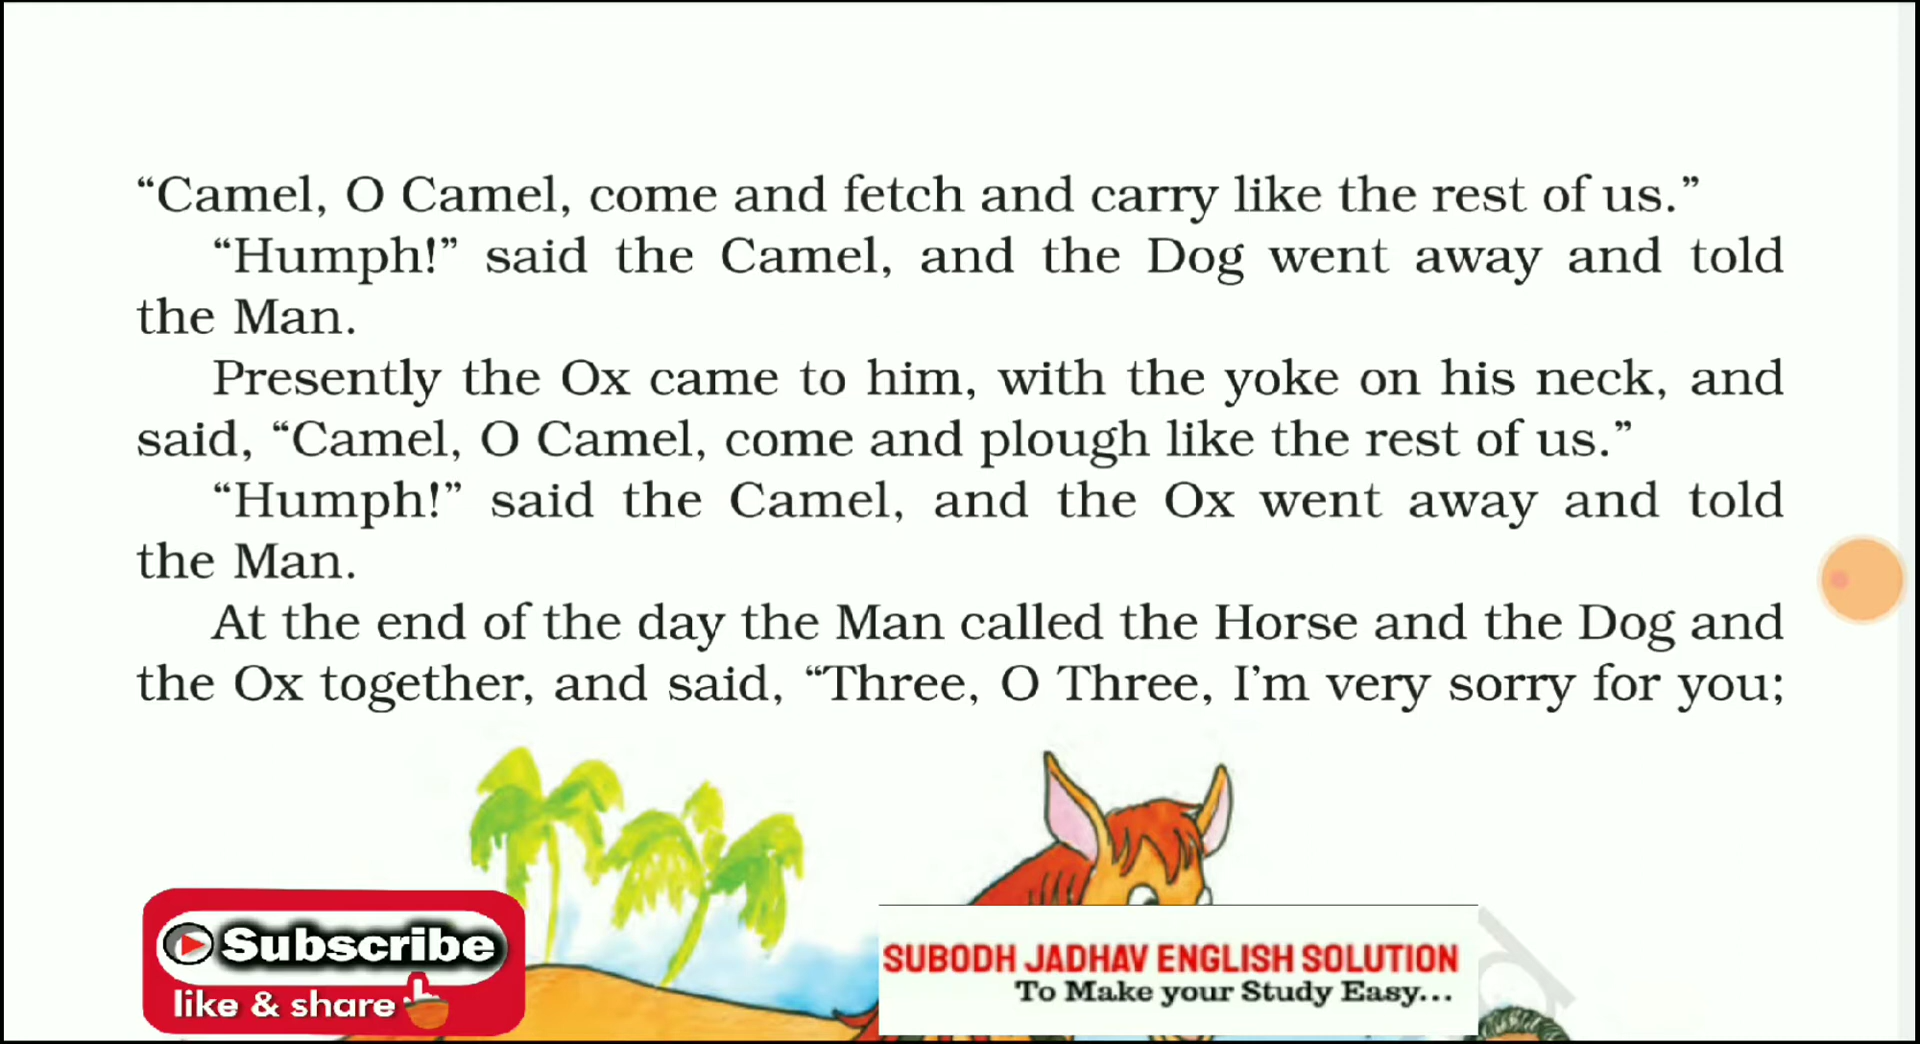 “Camel, O Camel, come and fetch and carry like the rest of us.”
“Humph!” said the Camel, and the Dog went away and told
the Man.
Presently the Ox came to him, with the yoke on his neck, and
said, “Camel, O Camel, come and plough like the rest of us.”
“Humph!” said the Camel, and the Ox went away and told
the Man.
At the end of the day the Man called the Horse and the Dog and
the Ox together, and said, “Three, O Three, I’m very sorry for you;
Subscribe
like & share
SUBODH JADHAV ENGLISH SOLUTION
To Make your Study Easy...